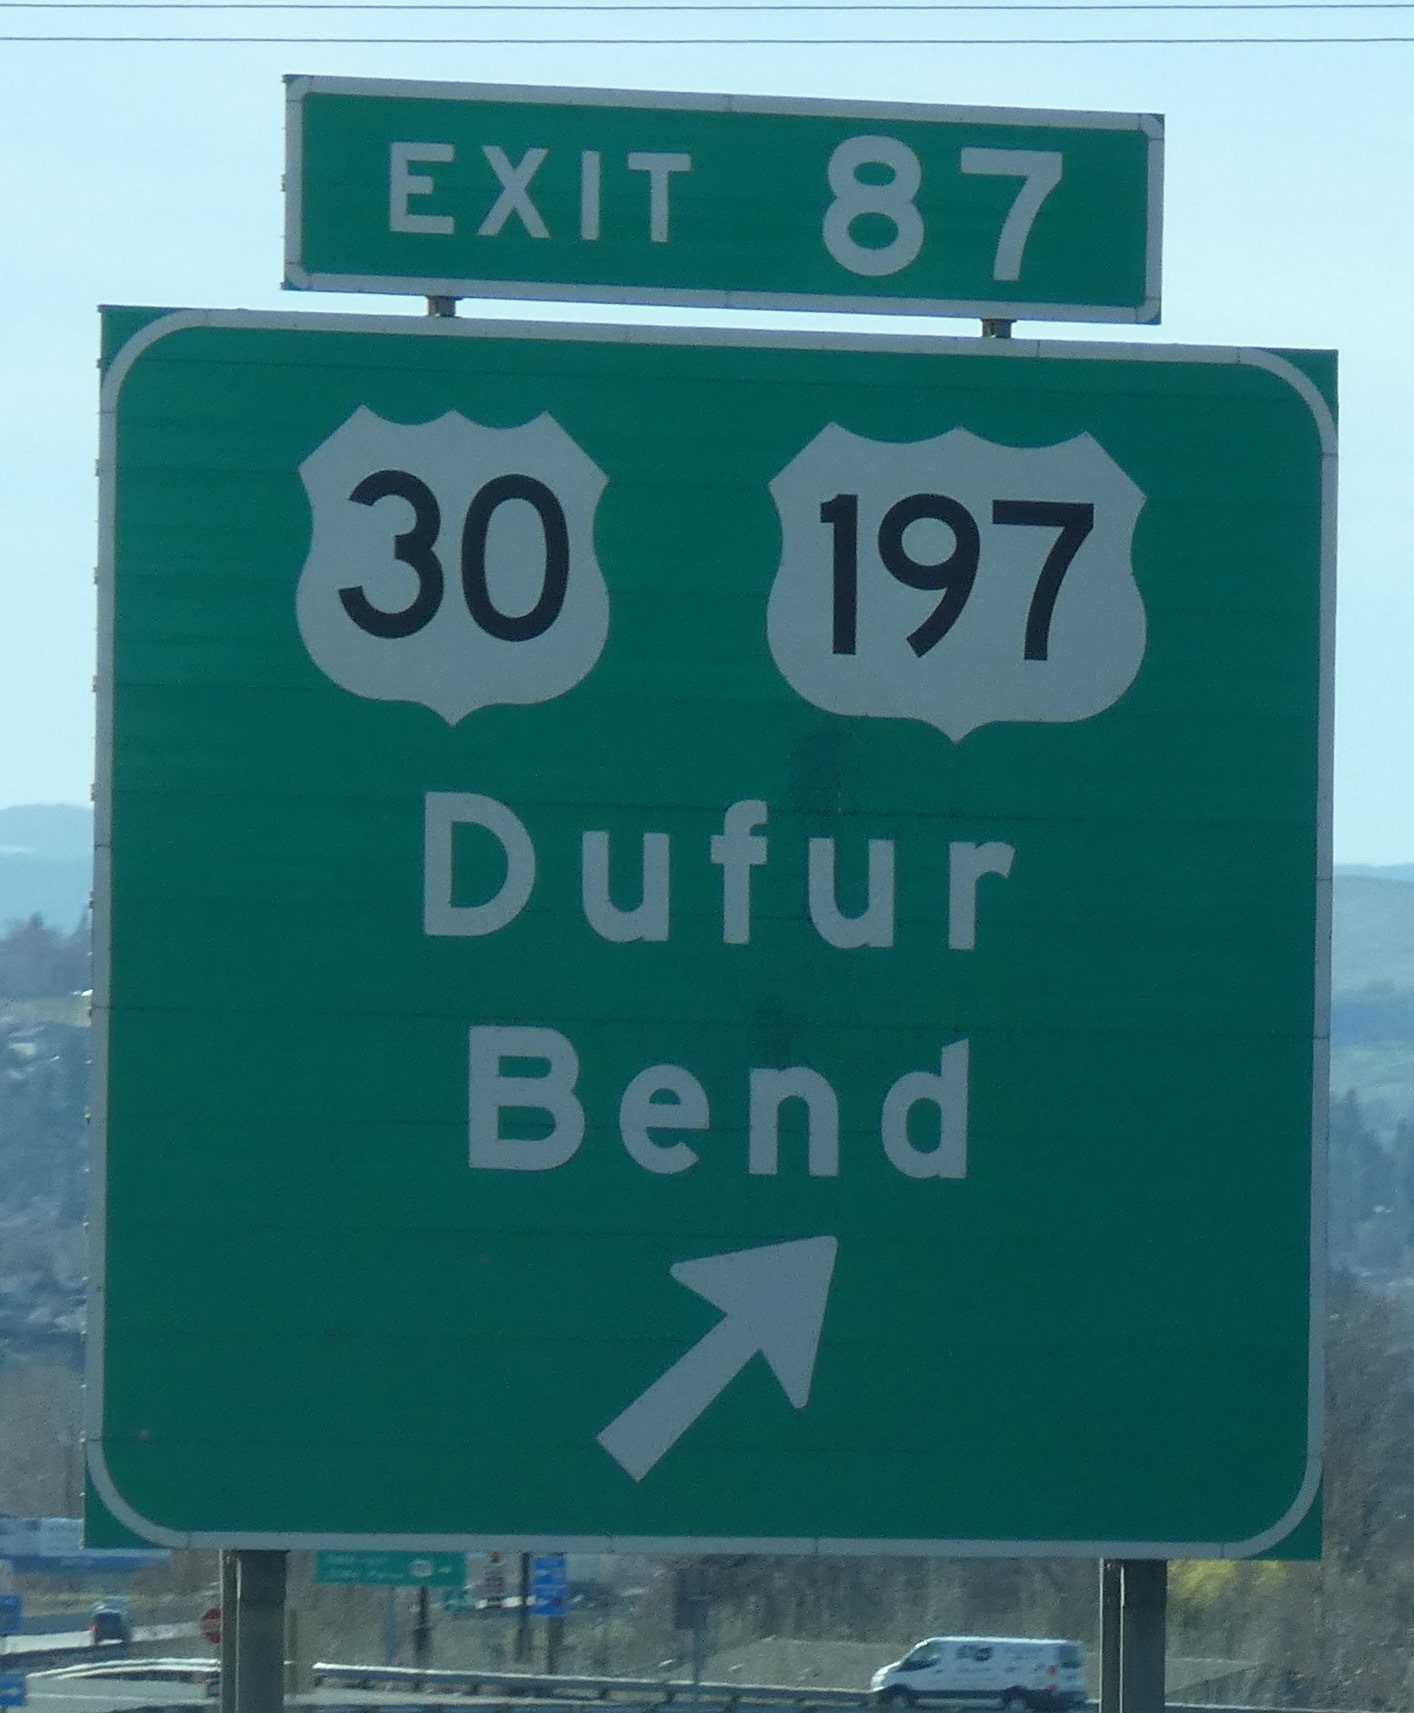 EXIT 87
30 197
Dufur
Bend